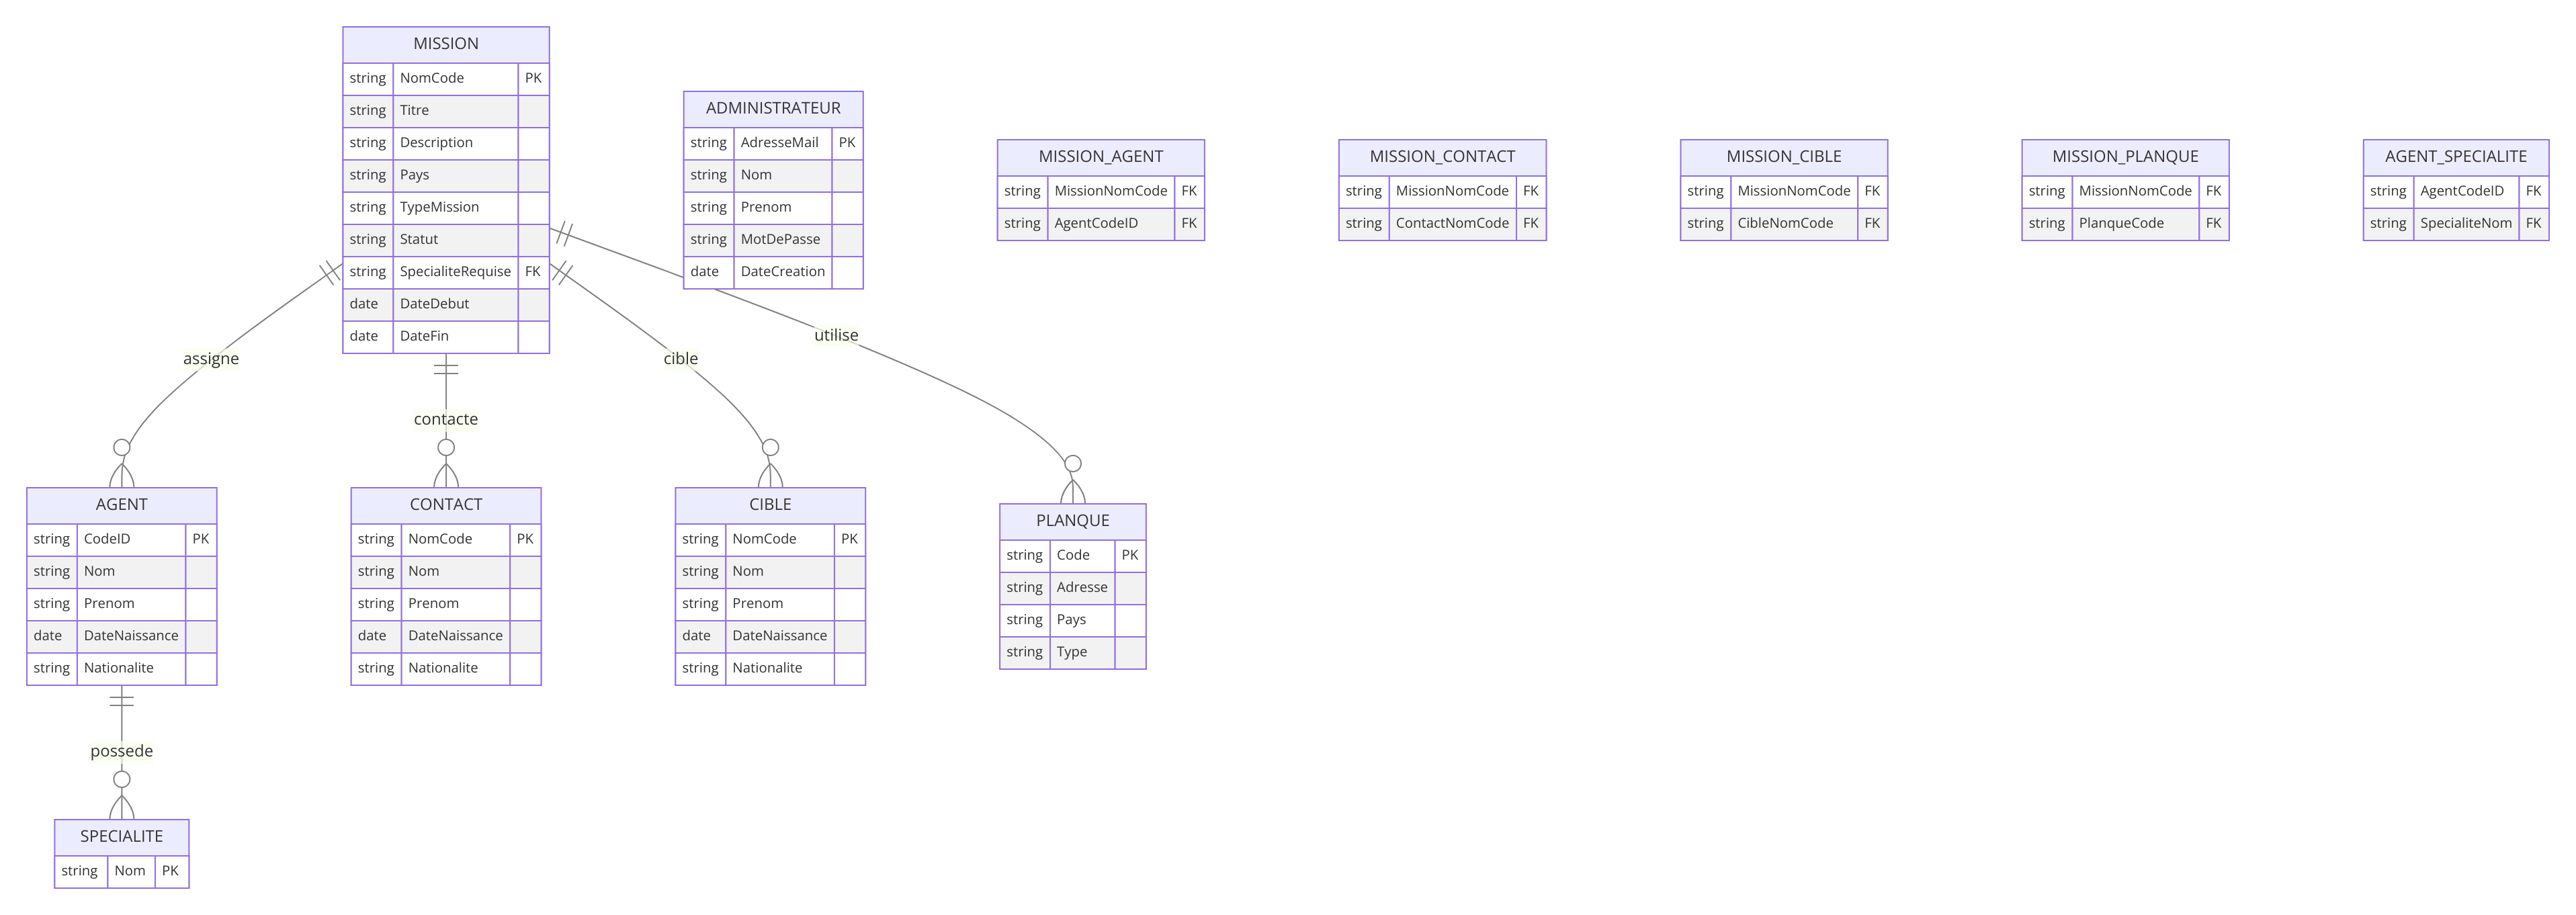 MISSION
string NomCode PK
string Titre
string Description
string Pays
string TypeMission
string Statut
string SpecialiteRequise FK
date DateDebut
date DateFin
ADMINISTRATEUR
string AdresseMail PK
string Nom
string Prenom
string MotDePasse
date DateCreation
MISSION_AGENT
string MissionNomCode FK
string AgentCodeID FK
MISSION_CONTACT
string MissionNomCode FK
string ContactNomCode FK
MISSION_CIBLE
string MissionNomCode FK
string CibleNomCode FK
MISSION_PLANQUE
string MissionNomCode FK
string PlanqueCode FK
AGENT_SPECIALITE
string AgentCodeID FK
string SpecialiteNom FK
assigne
contacte
cible
utilise
AGENT
string CodeID PK
string Nom
string Prenom
date DateNaissance
string Nationalite
CONTACT
string NomCode PK
string Nom
string Prenom
date DateNaissance
string Nationalite
CIBLE
string NomCode PK
string Nom
string Prenom
date DateNaissance
string Nationalite
PLANQUE
string Code PK
string Adresse
string Pays
string Type
possede
SPECIALITE
string Nom PK